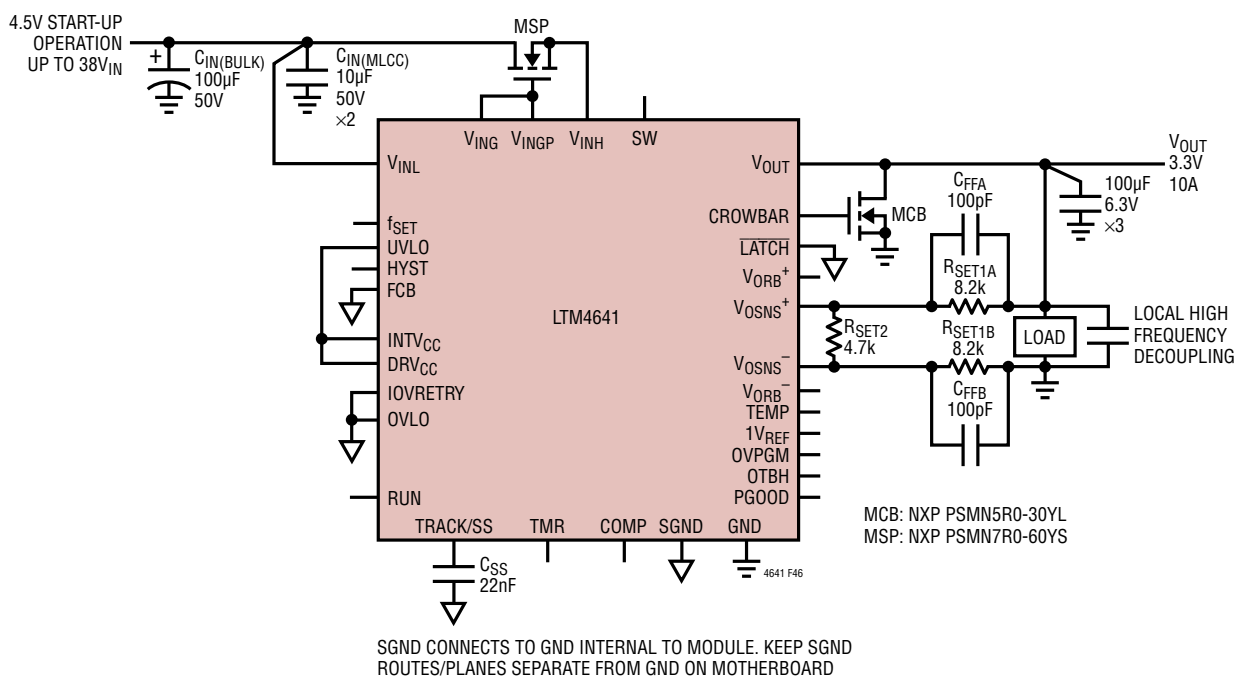 4.5V START-UP
OPERATION
UP TO 38VIN
+
CIN(BULK)
100µF
50V
CIN(MLCC)
10µF
50V
×2
MSP
VING
VINGP
VINH
SW
VINL
fSET
UVLO
HYST
FCB
INTVCC
DRVCC
IOVRETRY
OVLO
RUN
TRACK/SS
TMR
COMP
SGND
GND
LTM4641
VOUT
CROWBAR
LATCH
VORB+
VOSNS+
VOSNS–
VORB–
TEMP
1VREF
OVPGM
OTBH
PGOOD
MCB
CFFA
100pF
RSET1A
8.2k
RSET2
4.7k
RSET1B
8.2k
CFFB
100pF
VOUT
3.3V
10A
100µF
6.3V
×3
LOAD
LOCAL HIGH
FREQUENCY
DECOUPLING
MCB: NXP PSMN5R0-30YL
MSP: NXP PSMN7R0-60YS
CSS
22nF
4641 F46
SGND CONNECTS TO GND INTERNAL TO MODULE. KEEP SGND
ROUTES/PLANES SEPARATE FROM GND ON MOTHERBOARD